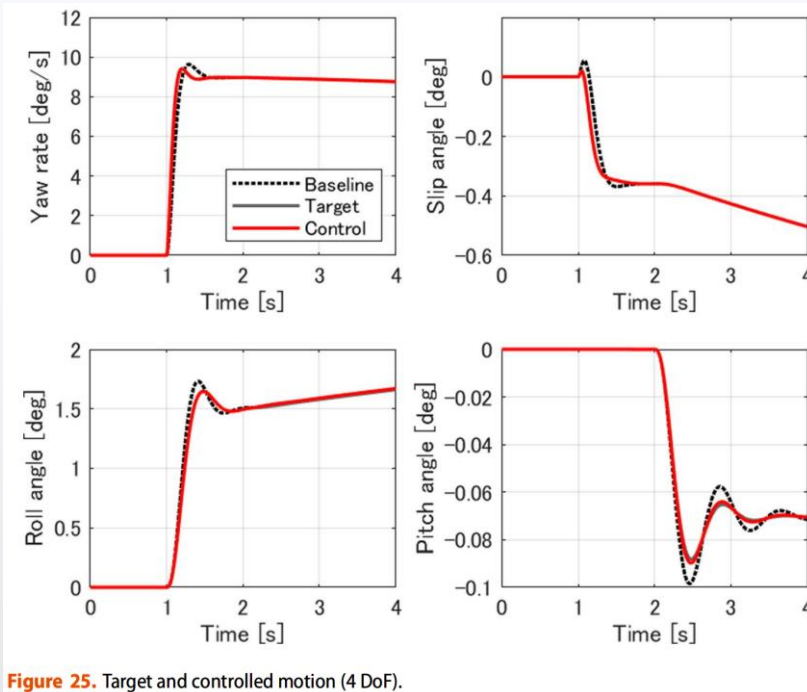 Yaw rate [deg/s]
12
10
8
6
4
2
0
0 1 2 3 4
Time [s]
Baseline
Target
Control
Slip angle [deg]
0
-0.2
-0.4
-0.6
0 1 2 3 4
Time [s]
Roll angle [deg]
2
1.5
1
0.5
0
0 1 2 3 4
Time [s]
Pitch angle [deg]
0
-0.02
-0.04
-0.06
-0.08
-0.1
0 1 2 3 4
Time [s]
Figure 25. Target and controlled motion (4 DoF).